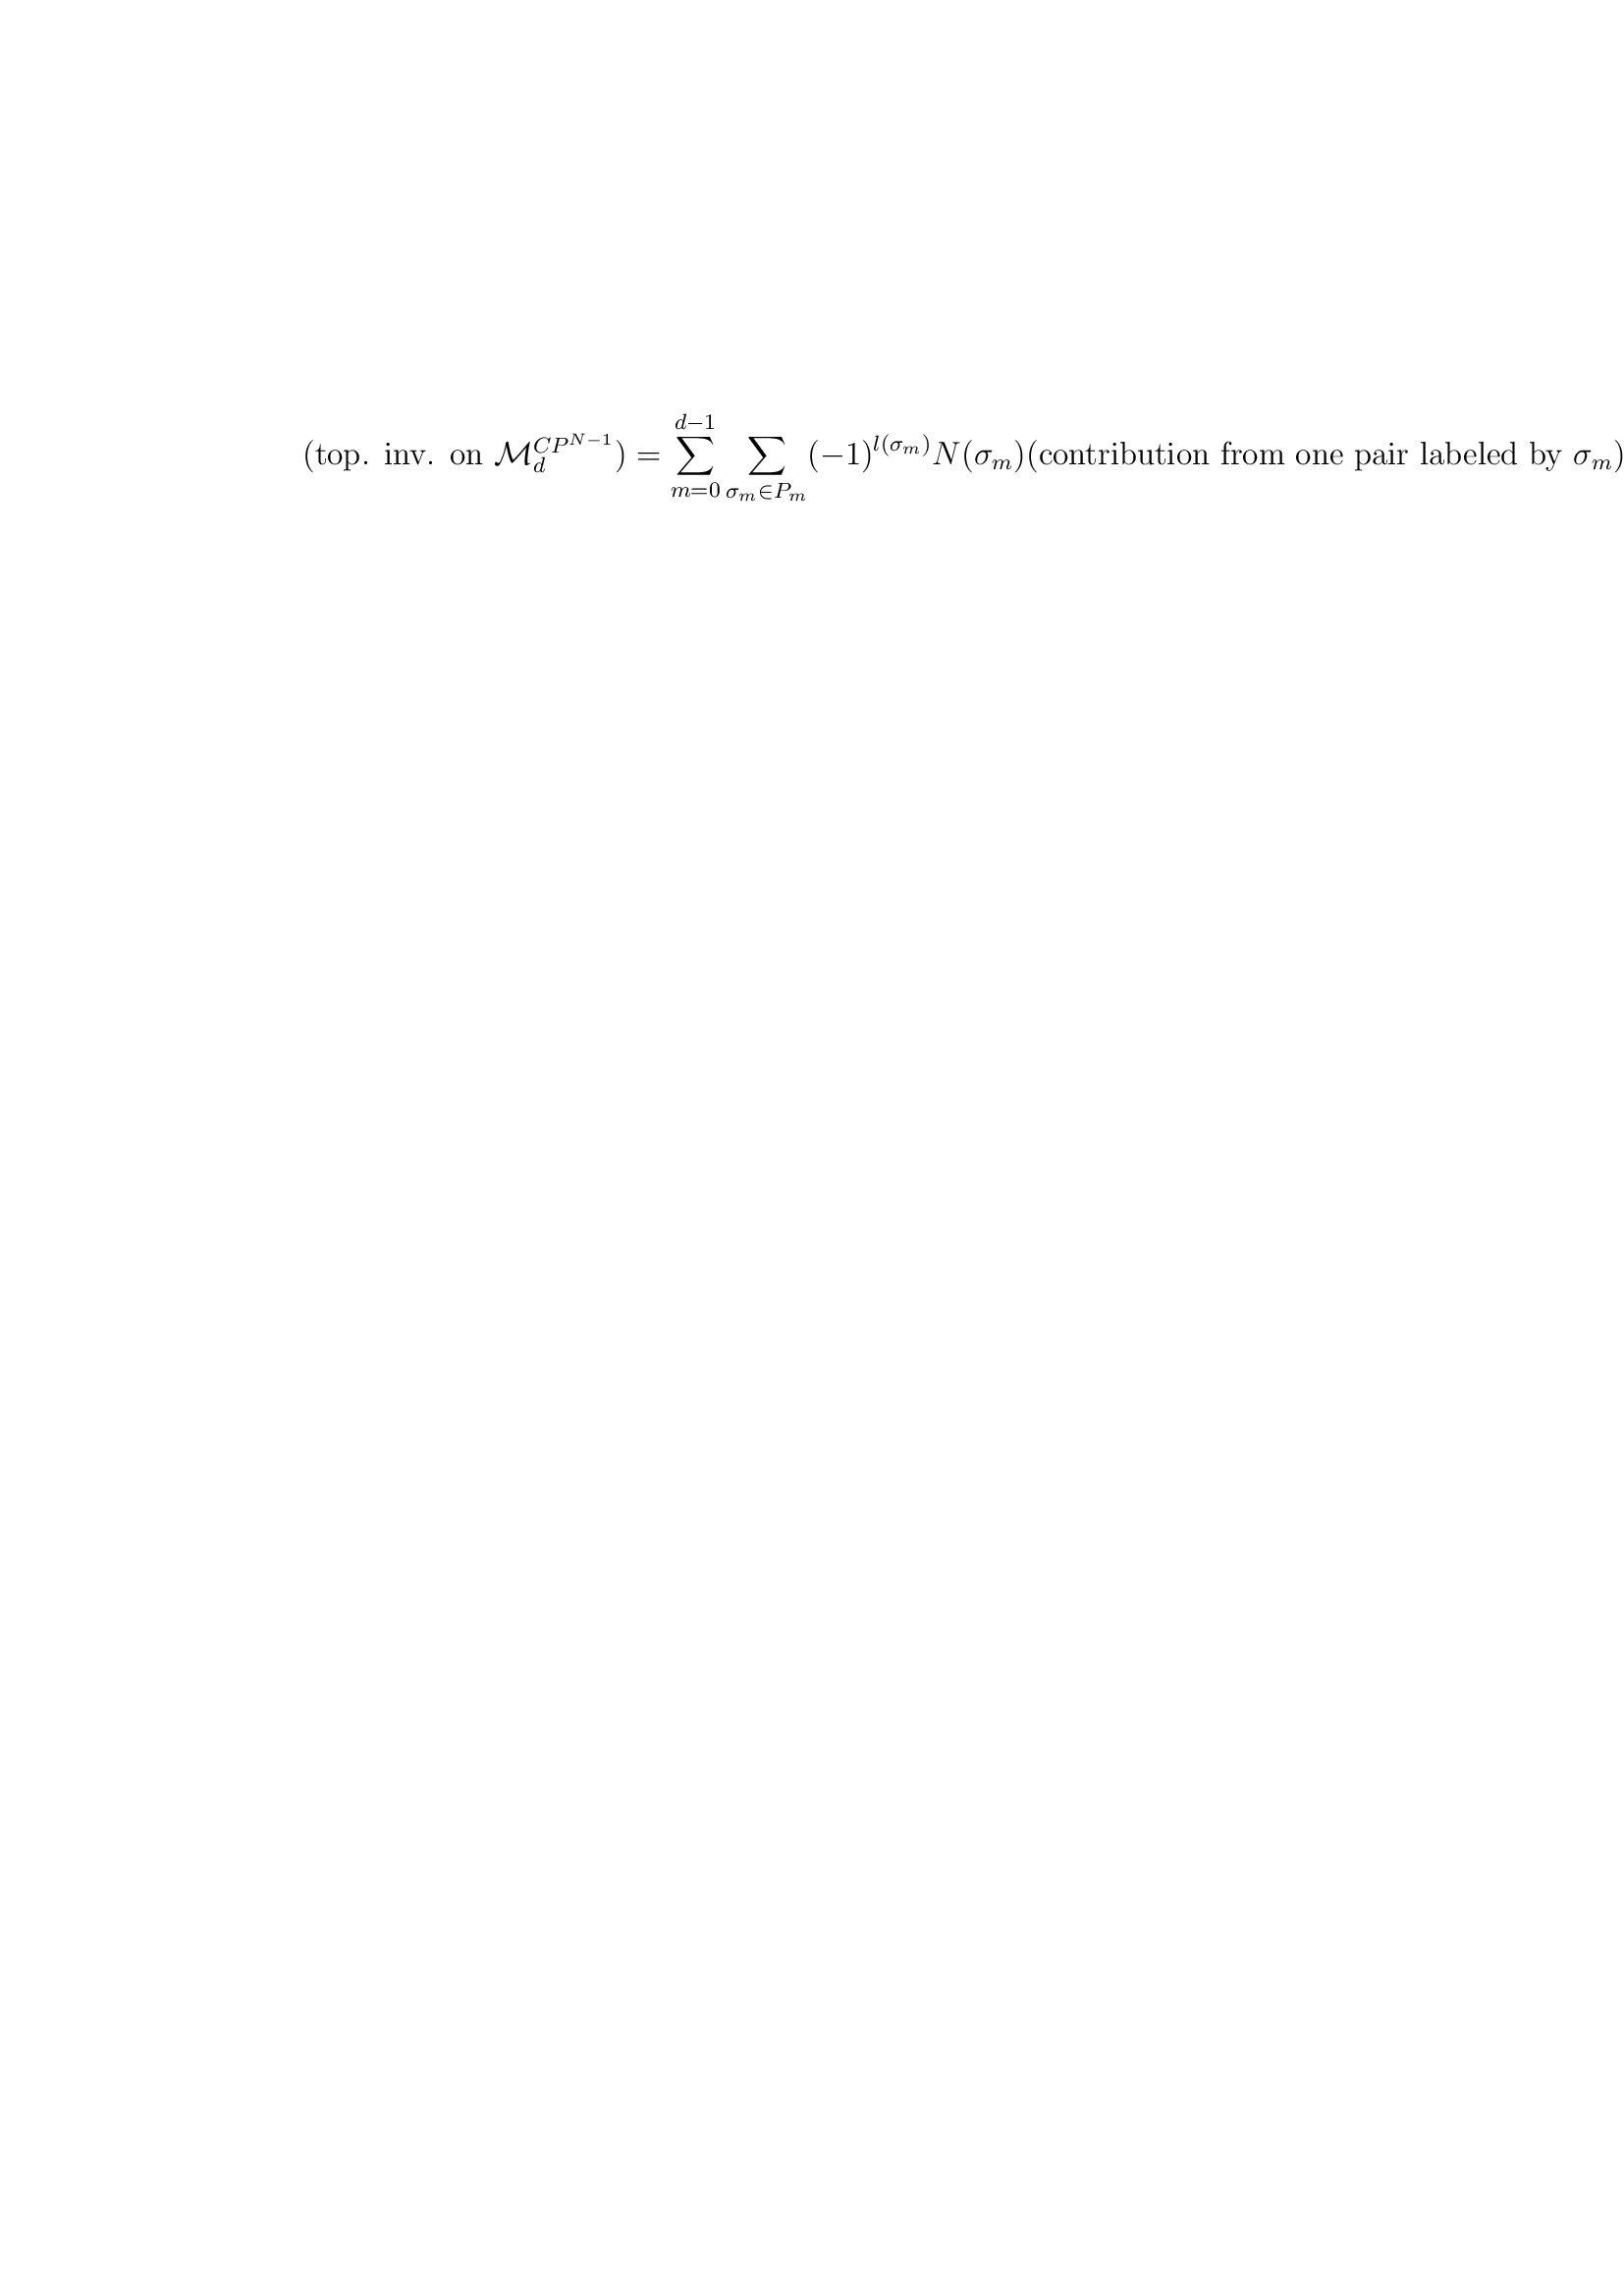 $(\text{top. inv. on } \mathcal{M}_d^{CP^{N-1}}) = \sum_{m=0}^{d-1} \sum_{\sigma_m \in P_m} (-1)^{l(\sigma_m)} N(\sigma_m)(\text{contribution from one pair labeled by } \sigma_m)$